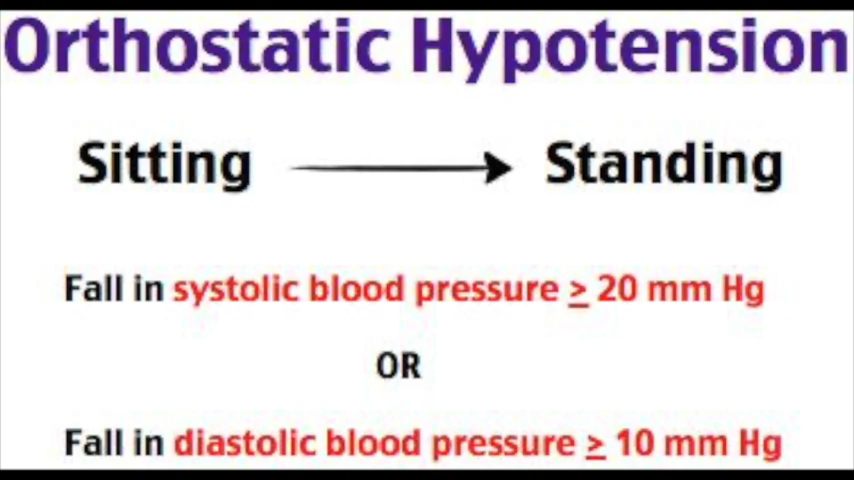 Orthostatic Hypotension
Sitting Standing
Fall in systolic blood pressure ≥ 20 mm Hg
OR
Fall in diastolic blood pressure ≥ 10 mm Hg